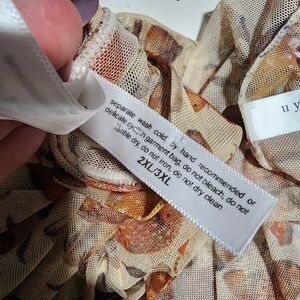 separate wash cold, by hand recommended or
delicate cycle in garment bag, do not bleach, do not
tumble dry, do not iron, do not dry clean
2XL/3XL
u y